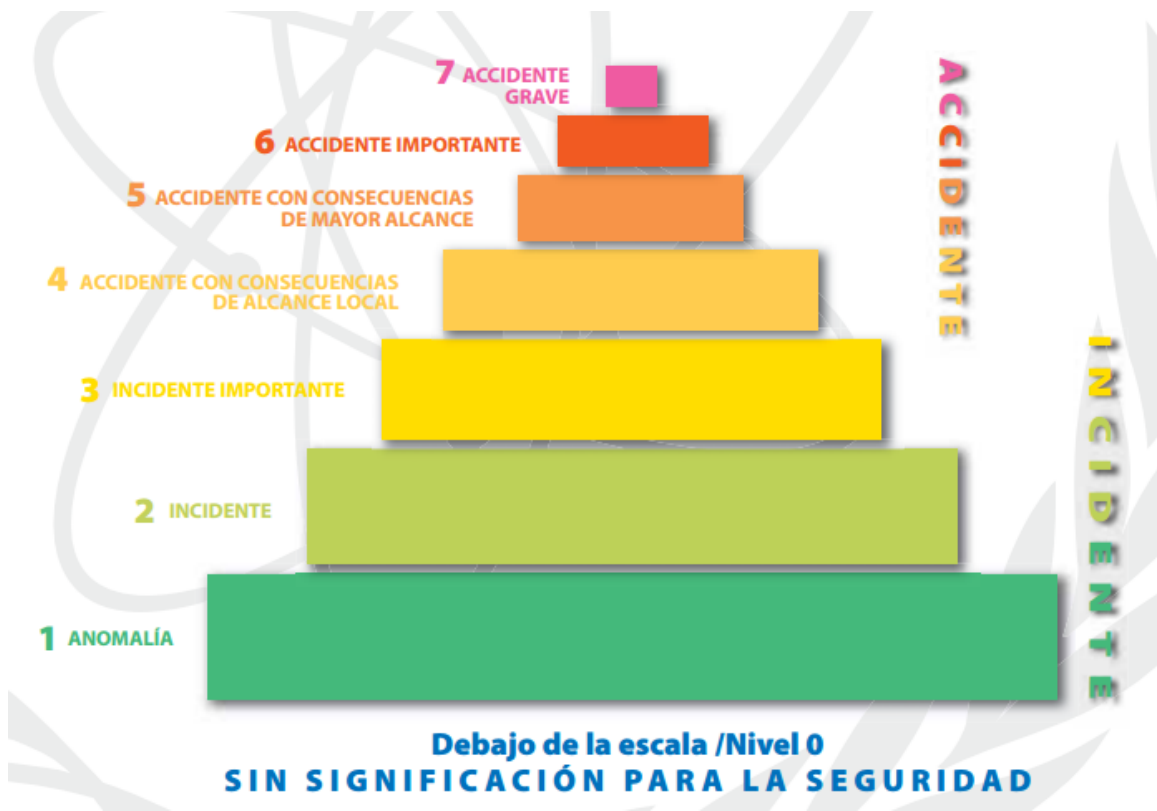 7 ACCIDENTE
GRAVE
6 ACCIDENTE IMPORTANTE
5 ACCIDENTE CON CONSECUENCIAS
DE MAYOR ALCANCE
4 ACCIDENTE CON CONSECUENCIAS
DE ALCANCE LOCAL
3 INCIDENTE IMPORTANTE
2 INCIDENTE
1 ANOMALÍA
ACCIDENTE
INCIDENTE
Debajo de la escala /Nivel 0
SIN SIGNIFICACIÓN PARA LA SEGURIDAD